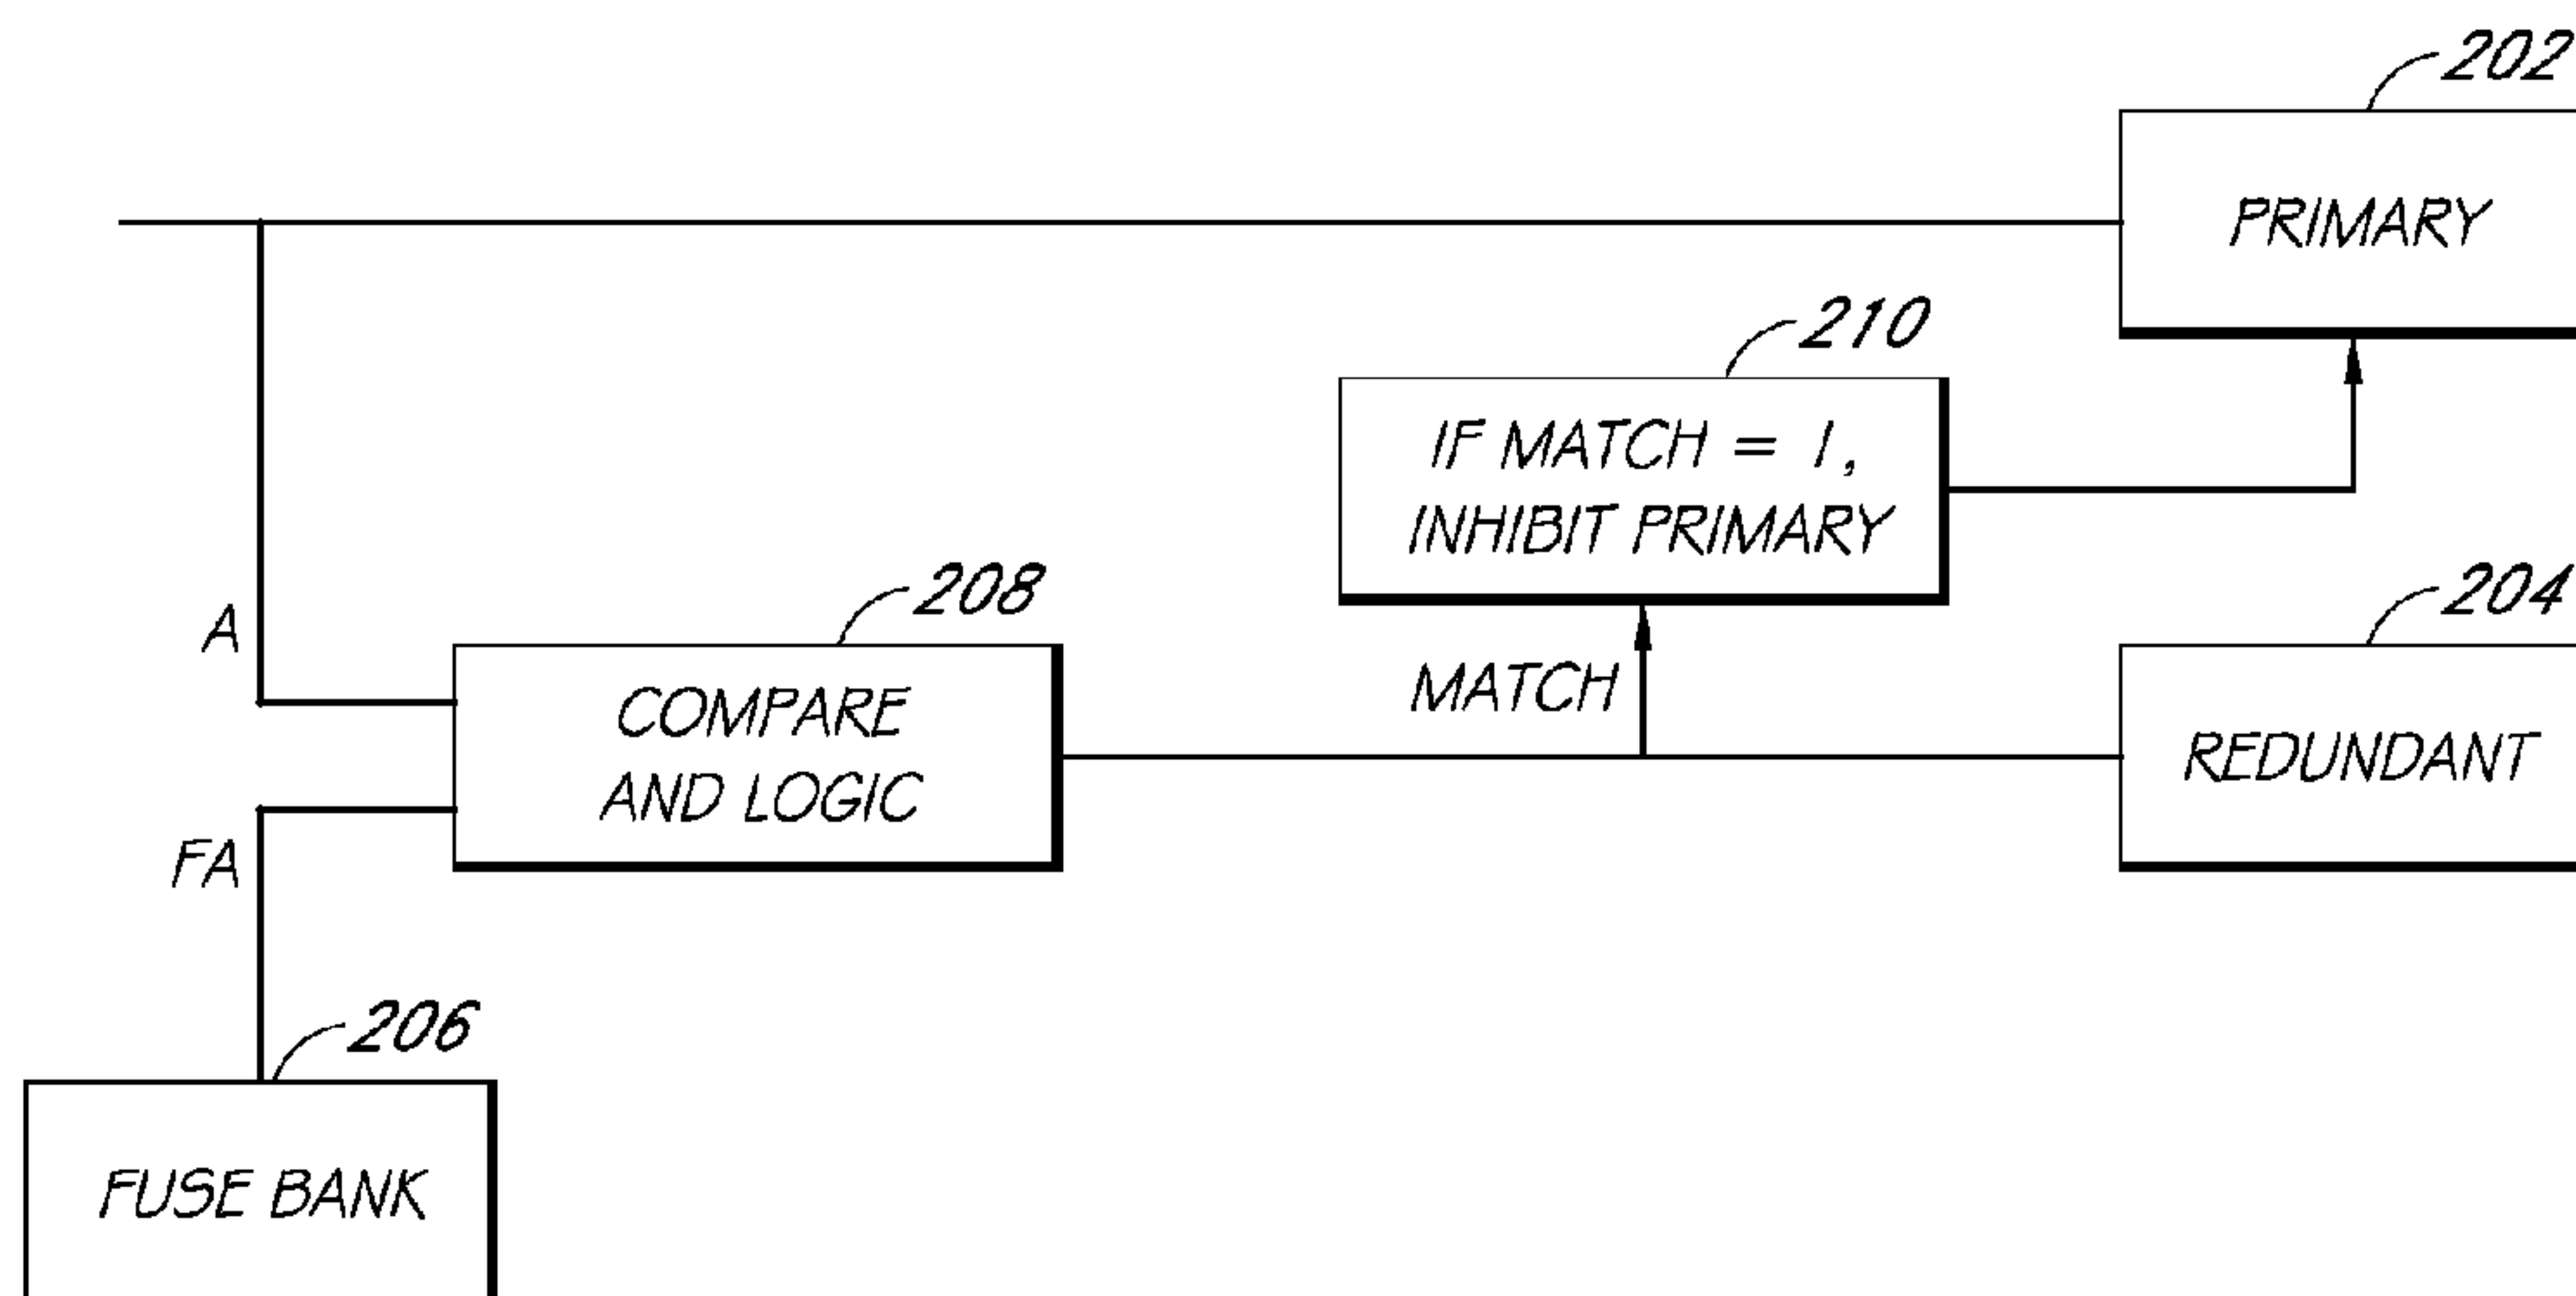 202
PRIMARY
210
IF MATCH = 1,
INHIBIT PRIMARY
208
204
A
MATCH
COMPARE
AND LOGIC
REDUNDANT
FA
206
FUSE BANK